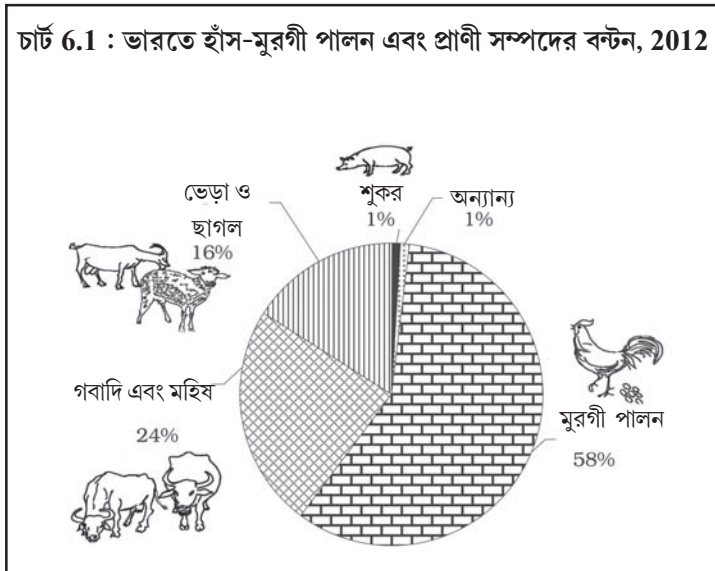 চার্ট 6.1 : ভারতে হাঁস-মুরগী পালন এবং প্রাণী সম্পদের বন্টন, 2012
শুকর
1%
অন্যান্য
1%
ভেড়া ও
ছাগল
16%
গবাদি এবং মহিষ
24%
মুরগী পালন
58%